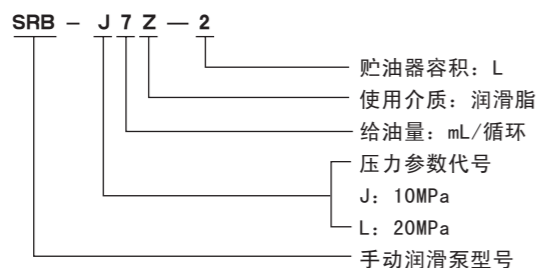 SRB – J 7 Z — 2
贮油器容积：L
使用介质：润滑脂
给油量：mL/循环
压力参数代号
J：10MPa
L：20MPa
手动润滑泵型号